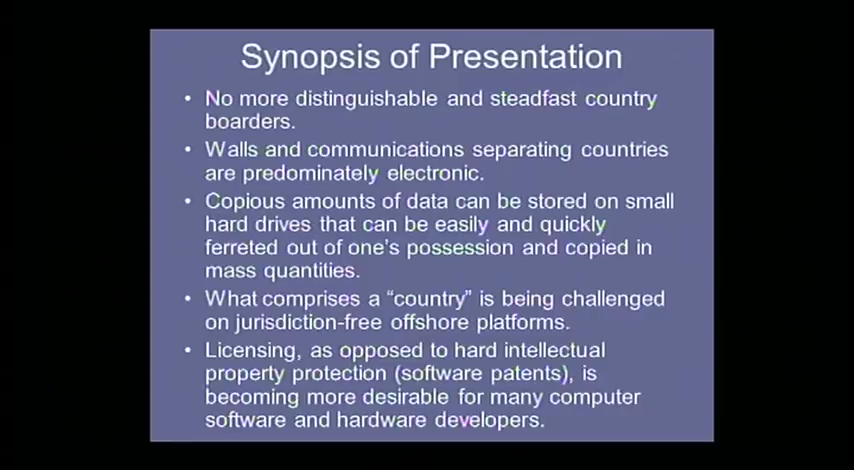 Synopsis of Presentation
• No more distinguishable and steadfast country
boarders.
• Walls and communications separating countries
are predominately electronic.
• Copious amounts of data can be stored on small
hard drives that can be easily and quickly
ferreted out of one's possession and copied in
mass quantities.
• What comprises a “country” is being challenged
on jurisdiction-free offshore platforms.
• Licensing, as opposed to hard intellectual
property protection (software patents), is
becoming more desirable for many computer
software and hardware developers.